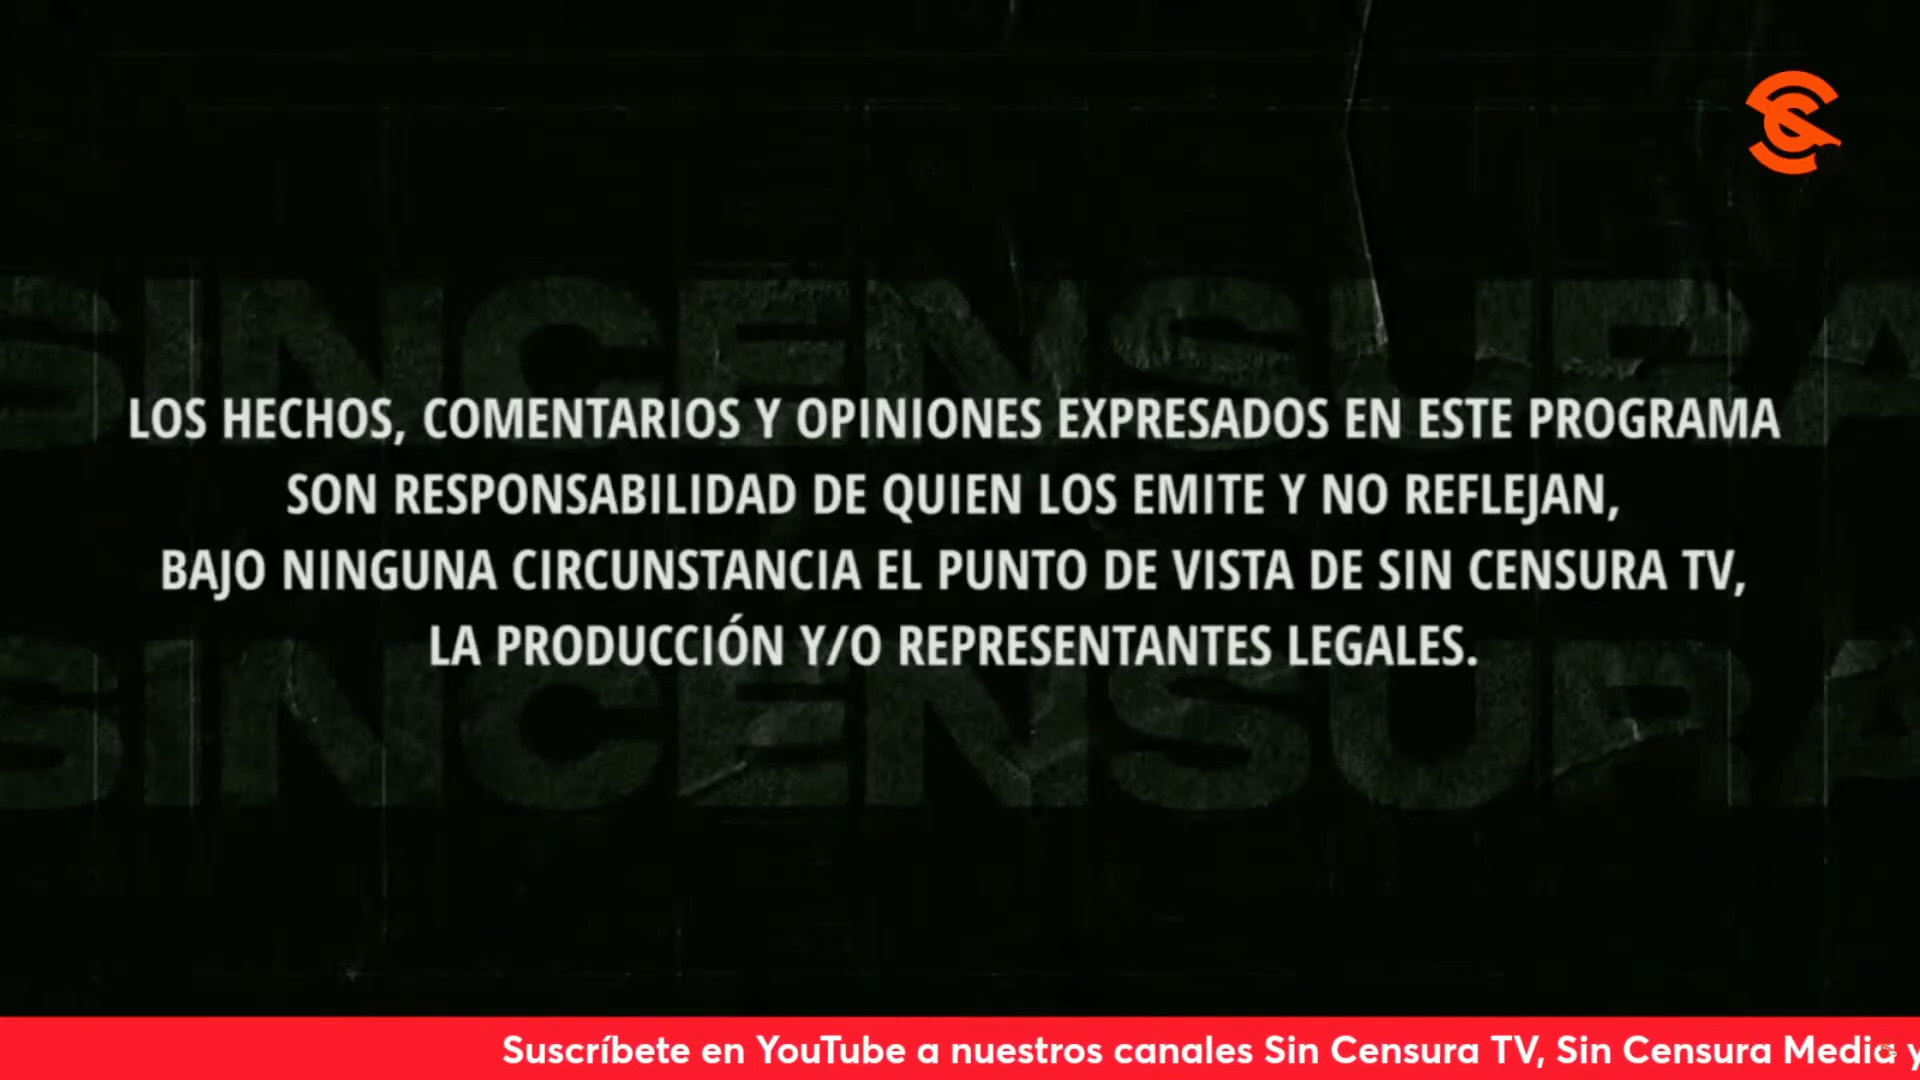 SINCENSURA
LOS HECHOS, COMENTARIOS Y OPINIONES EXPRESADOS EN ESTE PROGRAMA
SON RESPONSABILIDAD DE QUIEN LOS EMITE Y NO REFLEJAN,
BAJO NINGUNA CIRCUNSTANCIA EL PUNTO DE VISTA DE SIN CENSURA TV,
LA PRODUCCIÓN Y/O REPRESENTANTES LEGALES.
SINCENSURA
Suscríbete en YouTube a nuestros canales Sin Censura TV, Sin Censura Media y